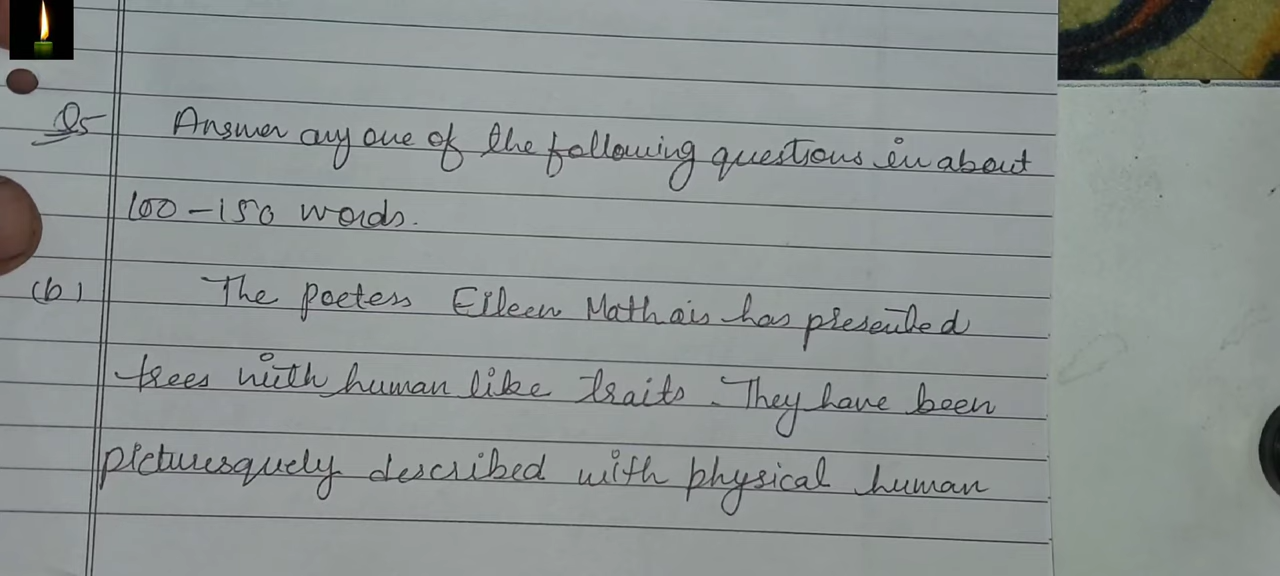 Q5 Answer any one of the following questions in about
100-150 words.
(b) The poetess Eileen Mathais has presented
trees with human like traits. They have been
picturesquely described with physical human